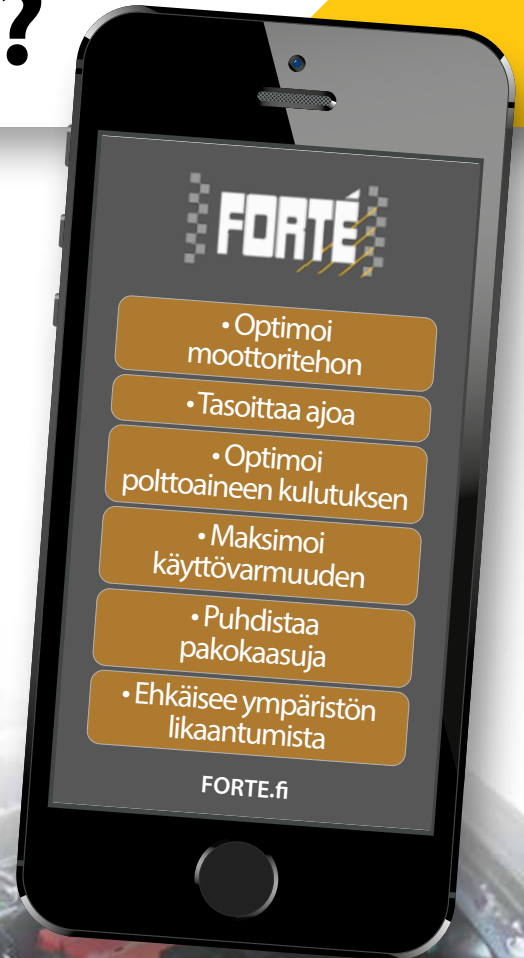 ?
FORTÉ
• Optimoi
moottoritehon
• Tasoittaa ajoa
• Optimoi
polttoaineen kulutuksen
• Maksimoi
käyttövarmuuden
• Puhdistaa
pakokaasuja
• Ehkäisee ympäristön
likaantumista
FORTE.fi